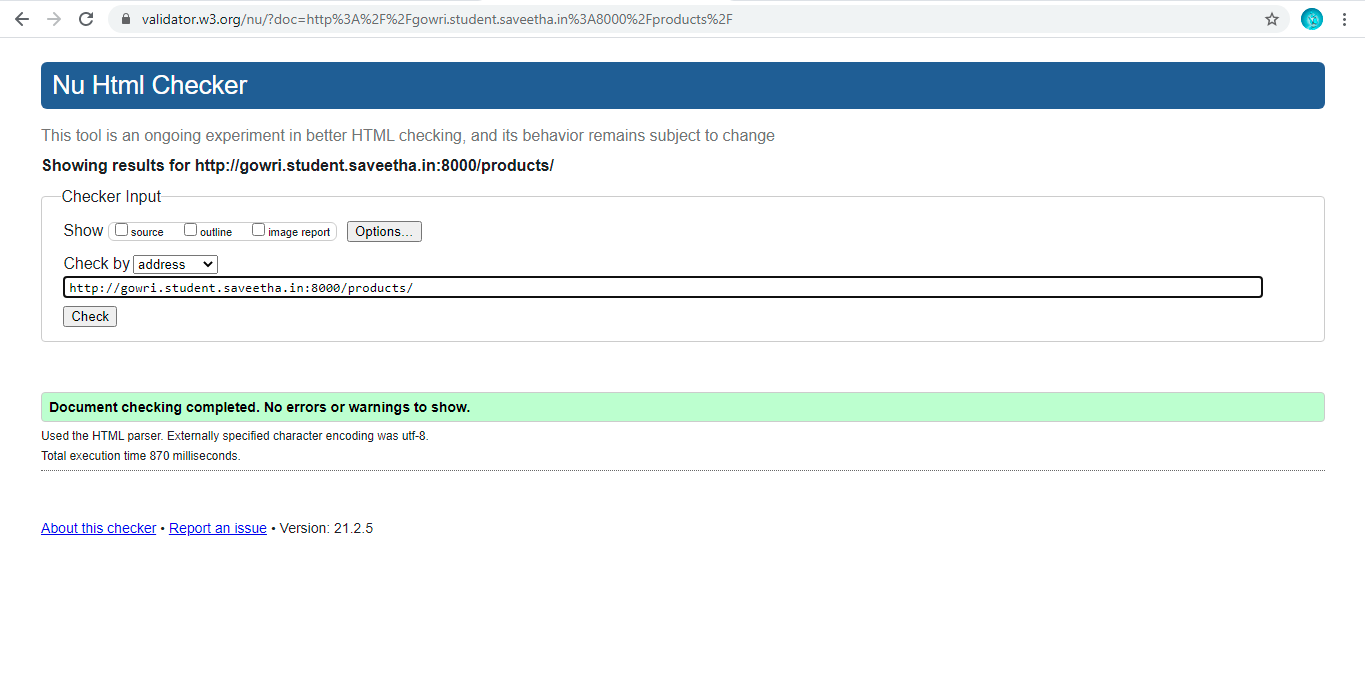 validator.w3.org/nu/?doc=http%3A%2F%2Fgowri.student.saveetha.in%3A8000%2Fproducts%2F
Nu Html Checker
This tool is an ongoing experiment in better HTML checking, and its behavior remains subject to change
Showing results for http://gowri.student.saveetha.in:8000/products/
Checker Input
Show source outline image report Options...
Check by address
http://gowri.student.saveetha.in:8000/products/
Check
Document checking completed. No errors or warnings to show.
Used the HTML parser. Externally specified character encoding was utf-8.
Total execution time 870 milliseconds.
About this checker • Report an issue • Version: 21.2.5